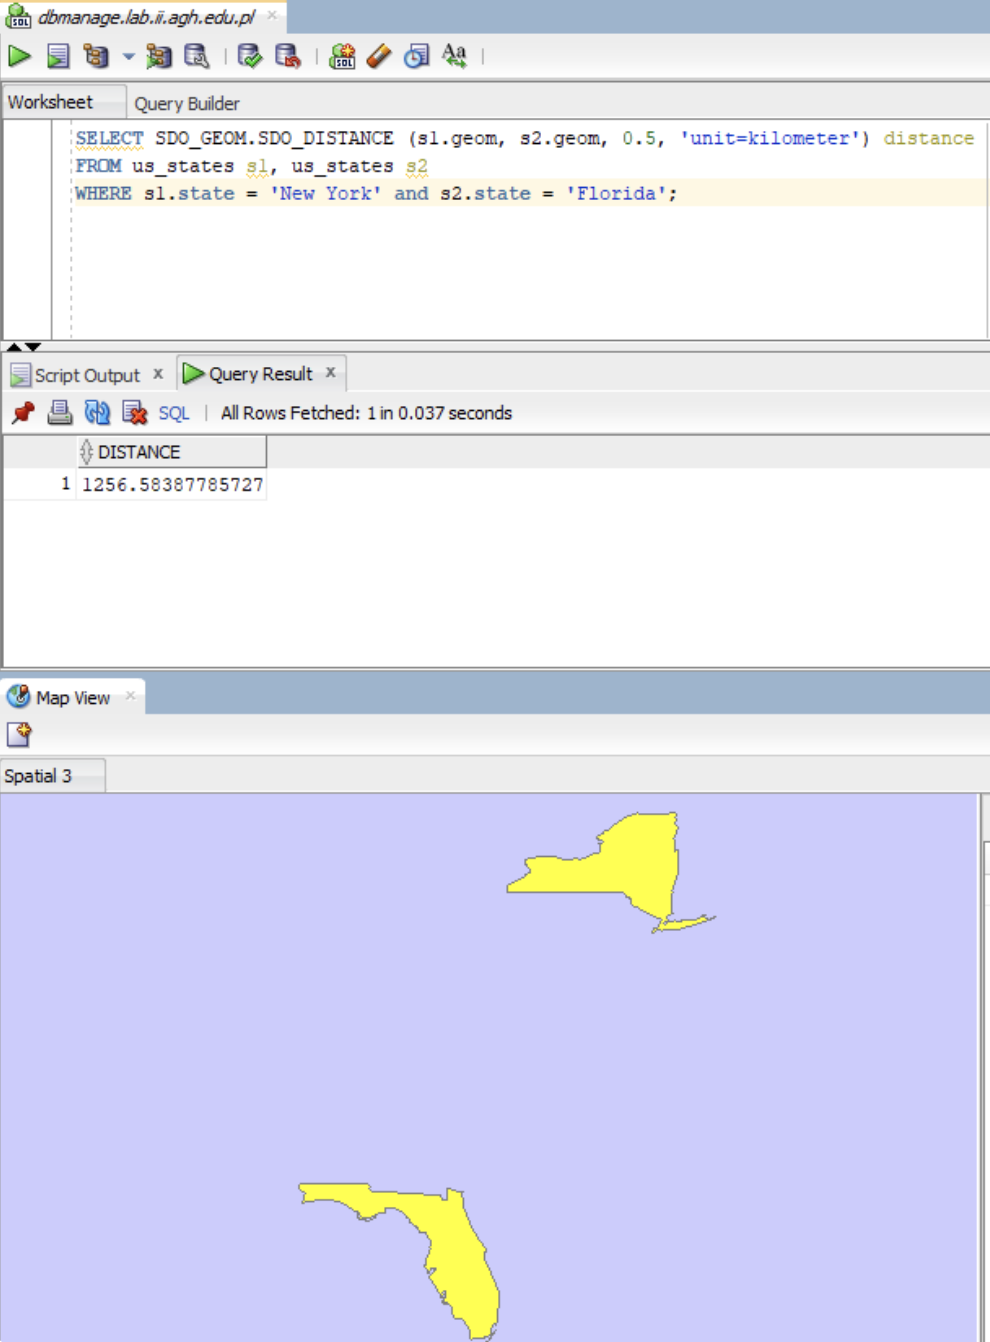 dbmanage.lab.ii.agh.edu.pl
Worksheet Query Builder
SELECT SDO_GEOM.SDO_DISTANCE (s1.geom, s2.geom, 0.5, 'unit=kilometer') distance
FROM us_states s1, us_states s2
WHERE s1.state = 'New York' and s2.state = 'Florida';
Script Output x Query Result x
SQL | All Rows Fetched: 1 in 0.037 seconds
DISTANCE
1 1256.58387785727
Map View
Spatial 3